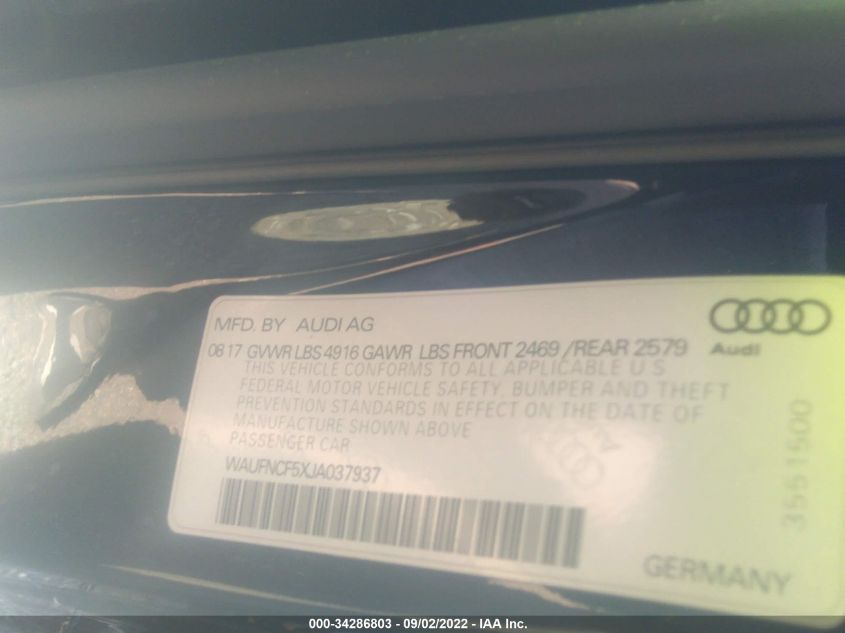 MFD. BY AUDI AG
08 17 GVWR LBS 4916 GAWR LBS FRONT 2469 / REAR 2579
Audi
THIS VEHICLE CONFORMS TO ALL APPLICABLE U S
FEDERAL MOTOR VEHICLE SAFETY, BUMPER AND THEFT
PREVENTION STANDARDS IN EFFECT ON THE DATE OF
MANUFACTURE SHOWN ABOVE
PASSENGER CAR
WAUFNCF5XJA037937
3551500
GERMANY
000-34286803 - 09/02/2022 - IAA Inc.